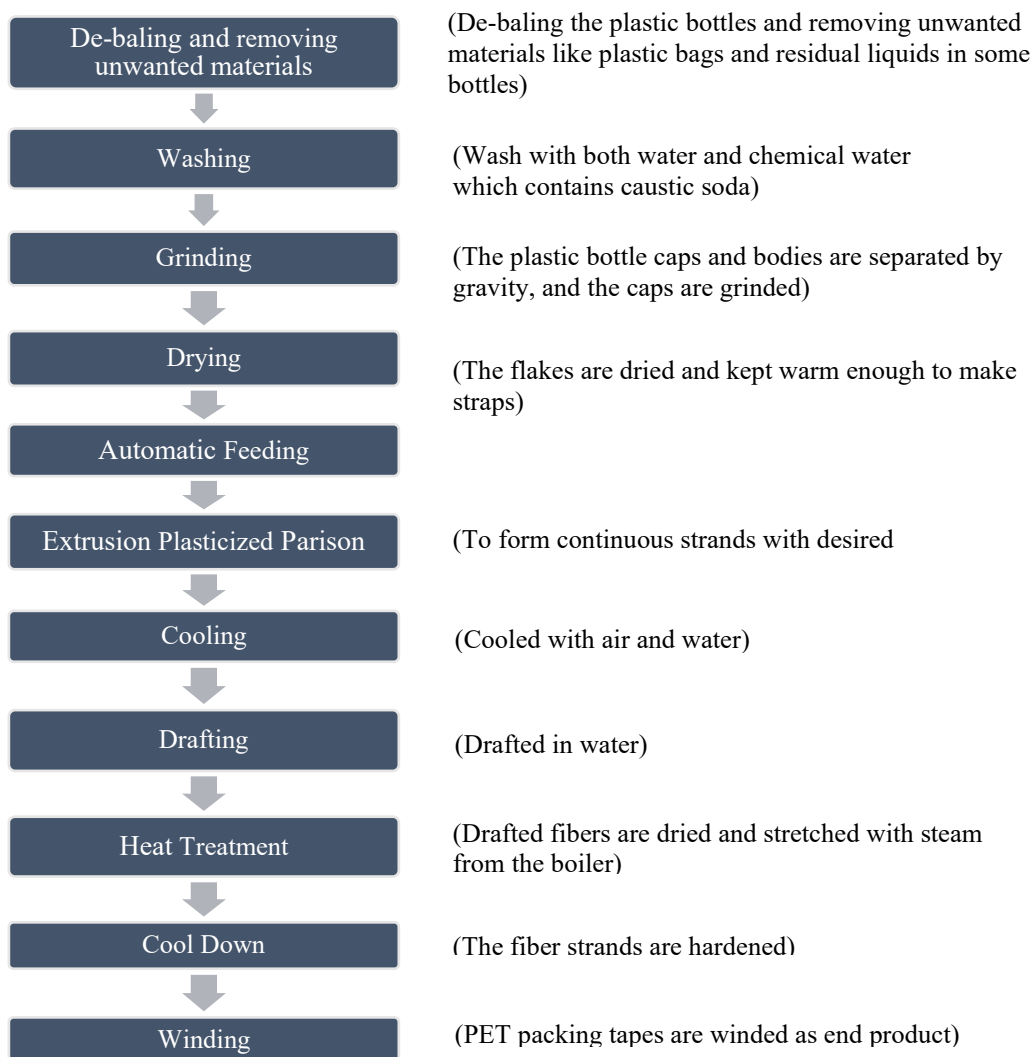 De-baling and removing
unwanted materials
(De-baling the plastic bottles and removing unwanted
materials like plastic bags and residual liquids in some
bottles)
Washing
(Wash with both water and chemical water
which contains caustic soda)
Grinding
(The plastic bottle caps and bodies are separated by
gravity, and the caps are grinded)
Drying
(The flakes are dried and kept warm enough to make
straps)
Automatic Feeding
Extrusion Plasticized Parison
(To form continuous strands with desired
Cooling
(Cooled with air and water)
Drafting
(Drafted in water)
Heat Treatment
(Drafted fibers are dried and stretched with steam
from the boiler)
Cool Down
(The fiber strands are hardened)
Winding
(PET packing tapes are winded as end product)